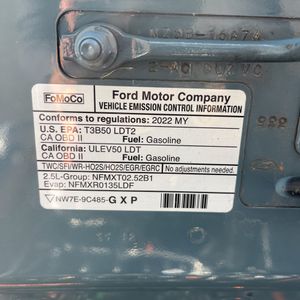 FoMoCo
Ford Motor Company
VEHICLE EMISSION CONTROL INFORMATION
Conforms to regulations: 2022 MY
U.S. EPA: T3B50 LDT2
CA OBD II Fuel: Gasoline
California: ULEV50 LDT
CA OBD II Fuel: Gasoline
TWC/SFI/WR-HO2S/HO2S/EGR/EGRC
No adjustments needed.
2.5L-Group: NFMXT02.52B1
Evap: NFMXR0135LDF
NW7E-9C485-GXP